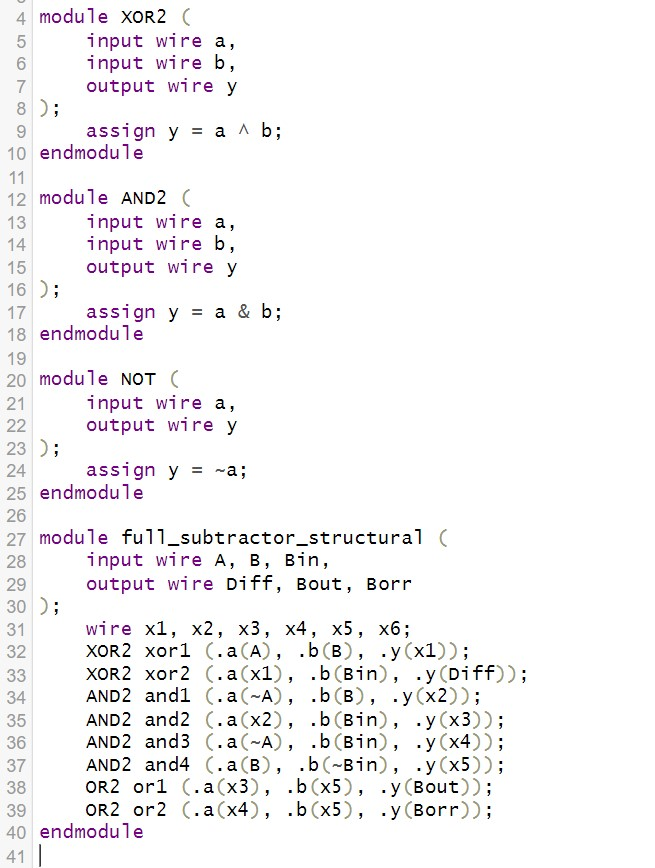 4 module XOR2 (
5     input wire a,
6     input wire b,
7     output wire y
8 );
9     assign y = a ^ b;
10 endmodule
11
12 module AND2 (
13     input wire a,
14     input wire b,
15     output wire y
16 );
17     assign y = a & b;
18 endmodule
19
20 module NOT (
21     input wire a,
22     output wire y
23 );
24     assign y = ~a;
25 endmodule
26
27 module full_subtractor_structural (
28     input wire A, B, Bin,
29     output wire Diff, Bout, Borr
30 );
31     wire x1, x2, x3, x4, x5, x6;
32     XOR2 xor1 (.a(A), .b(B), .y(x1));
33     XOR2 xor2 (.a(x1), .b(Bin), .y(Diff));
34     AND2 and1 (.a(~A), .b(B), .y(x2));
35     AND2 and2 (.a(x2), .b(Bin), .y(x3));
36     AND2 and3 (.a(~A), .b(Bin), .y(x4));
37     AND2 and4 (.a(B), .b(~Bin), .y(x5));
38     OR2 or1 (.a(x3), .b(x5), .y(Bout));
39     OR2 or2 (.a(x4), .b(x5), .y(Borr));
40 endmodule
41